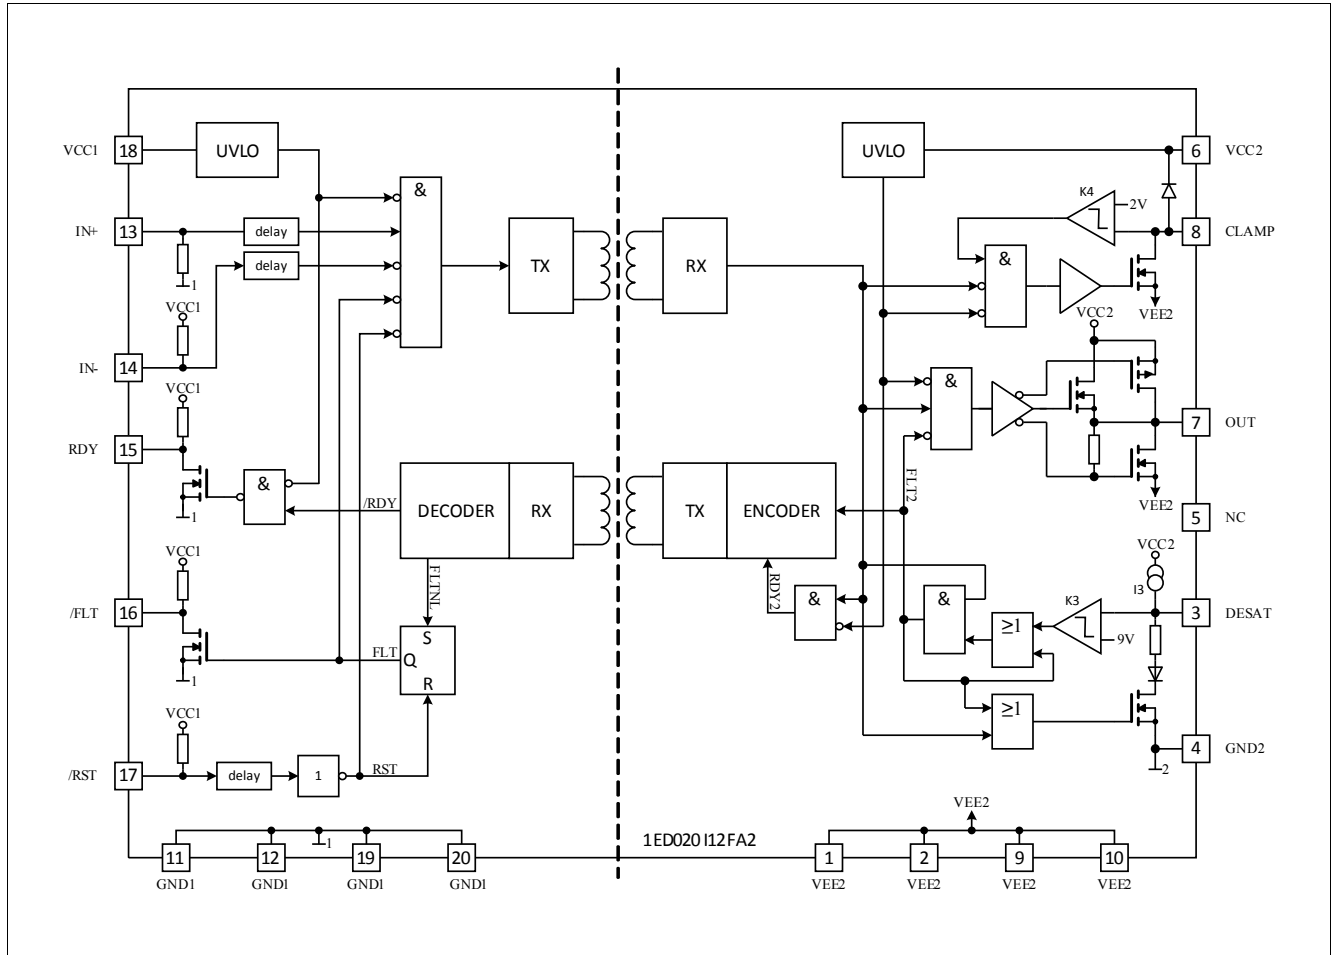 VCC1
18
UVLO
&
IN+
13
delay
delay
1
VCC1
IN-
14
TX
RX
UVLO
6
VCC2
K4
2V
8
CLAMP
&
VEE2
VCC2
VCC1
RDY
15
&
1
/RDY
DECODER
RX
TX
ENCODER
&
FLT2
7
OUT
VEE2
5
NC
VCC1
/FLT
16
1
FLTNL
FLT
S
Q
R
RDY2
&
&
≥1
K3
9V
VCC2
I3
3
DESAT
≥1
4
GND2
2
VCC1
/RST
17
delay
1
RST
1
1ED020 I12FA2
VEE2
11
12
19
20
1
2
9
10
GND1
GND1
GND1
GND1
VEE2
VEE2
VEE2
VEE2